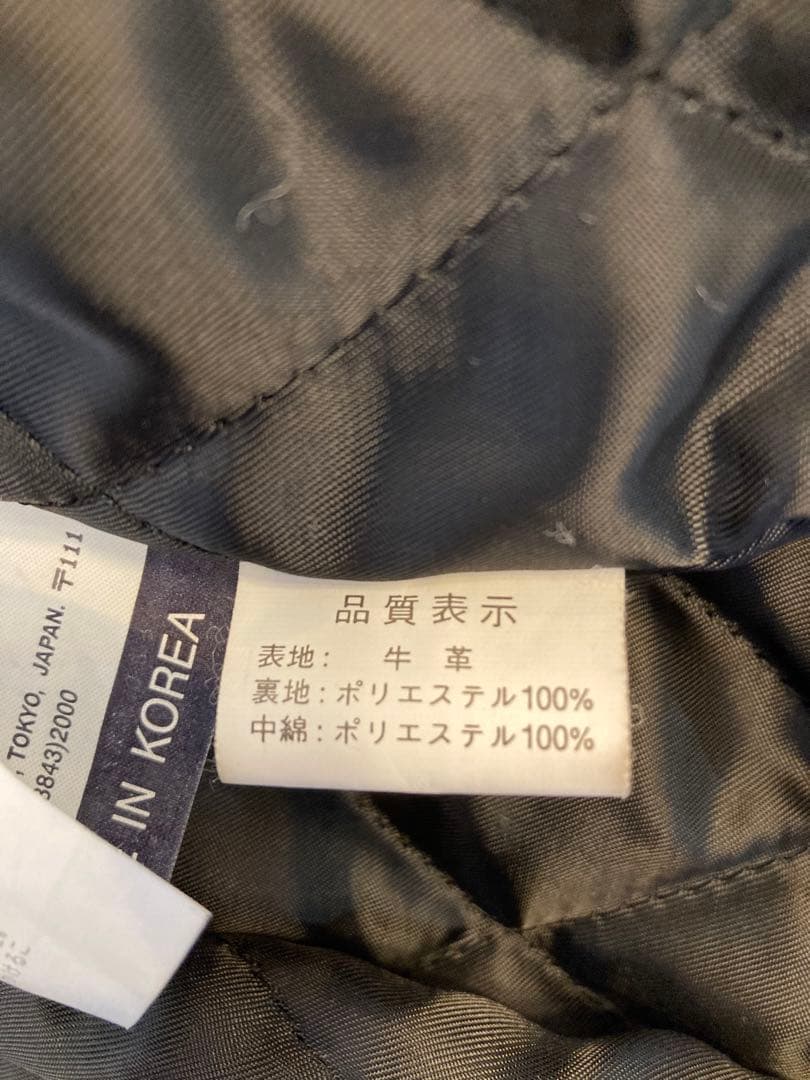 品質表示
表地: 牛革
裏地:ポリエステル100%
中綿:ポリエステル100%
IN KOREA
, TOKYO, JAPAN. 〒111
3843)2000